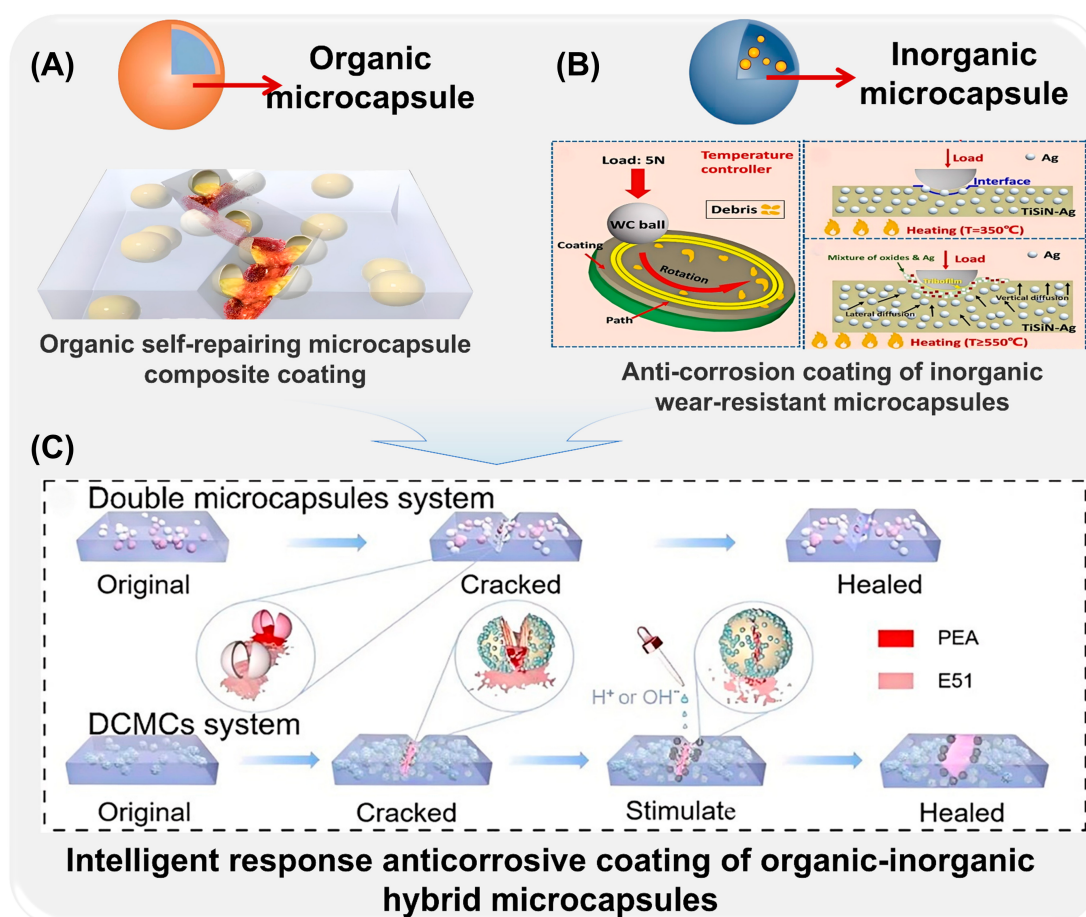 (A)
Organic
microcapsule
Organic self-repairing microcapsule
composite coating
(B)
Inorganic
microcapsule
Load: 5N
Temperature
controller
Debris
WC ball
Coating
Rotation
Path
Load
Ag
Interface
TiSiN-Ag
Heating (T=350℃)
Mixture of oxides & Ag
Load
Ag
Tribofilm
Lateral diffusion
Vertical diffusion
TiSiN-Ag
Heating (T≥550℃)
Anti-corrosion coating of inorganic
wear-resistant microcapsules
(C)
Double microcapsules system
Original
Cracked
Healed
PEA
E51
H⁺ or OH⁻
DCMCs system
Original
Cracked
Stimulate
Healed
Intelligent response anticorrosive coating of organic-inorganic
hybrid microcapsules